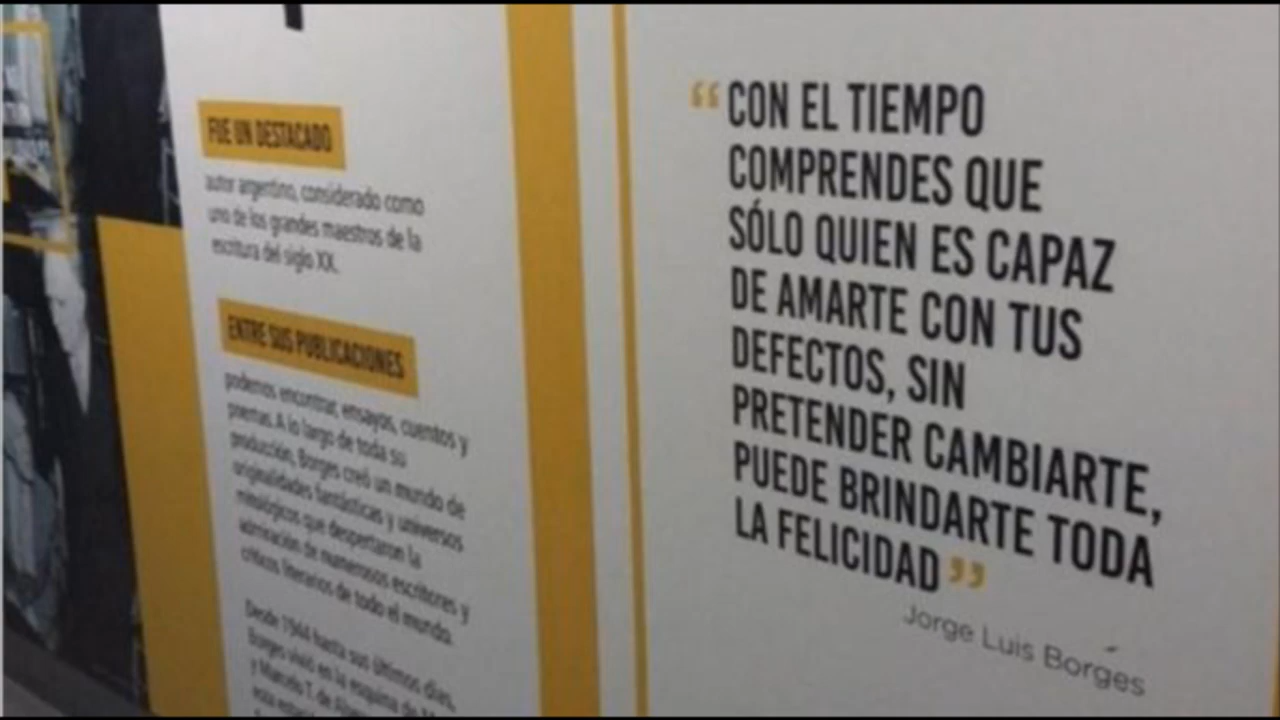 FUE UN DESTACADO
autor argentino, considerado como
uno de los grandes maestros de la
escritura del siglo XX.
ENTRE SUS PUBLICACIONES
podemos encontrar, ensayos, cuentos y
poemas. A lo largo de toda su
producción, Borges creó un mundo de
originalidades fantásticas y universos
mitológicos que despertaron la
admiración de numerosos escritores y
críticos literarios de todo el mundo.
Desde 1944 hasta sus últimos días,
Borges vivió en la esquina de
y Marcelo T. de
“ CON EL TIEMPO
COMPRENDES QUE
SÓLO QUIEN ES CAPAZ
DE AMARTE CON TUS
DEFECTOS, SIN
PRETENDER CAMBIARTE,
PUEDE BRINDARTE TODA
LA FELICIDAD ”
Jorge Luis Borges